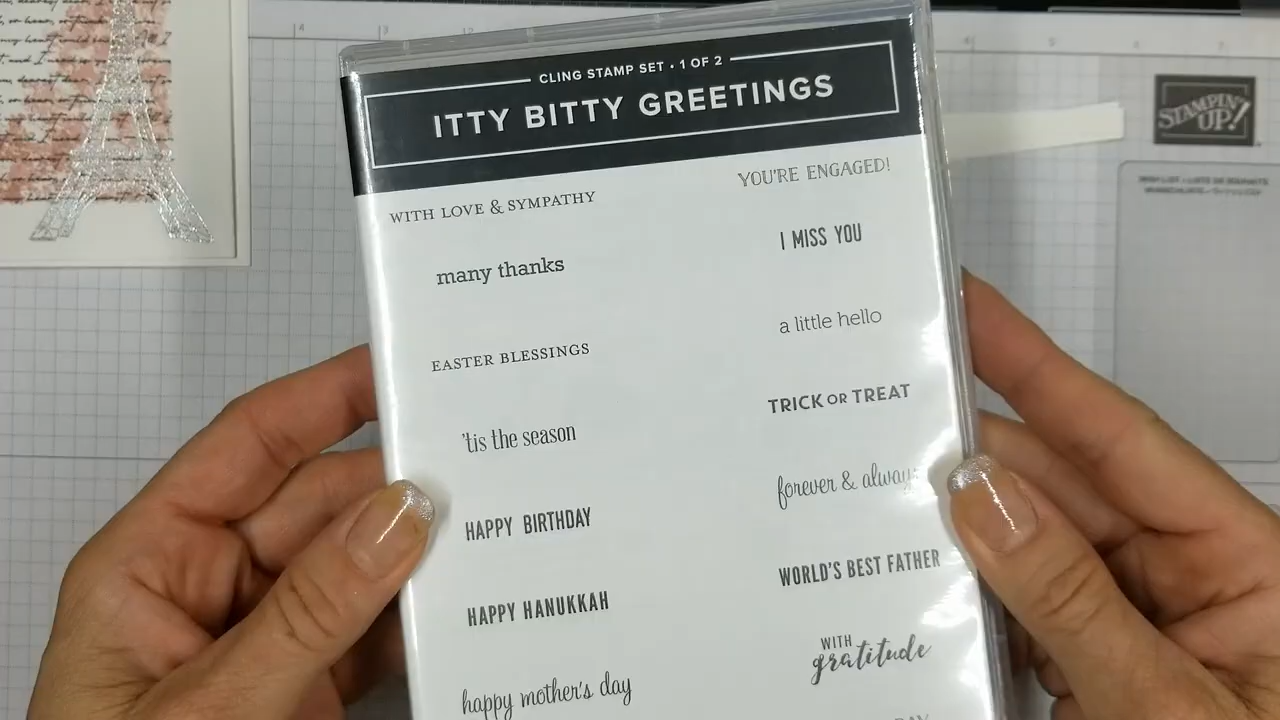 CLING STAMP SET • 1 OF 2
ITTY BITTY GREETINGS
WITH LOVE & SYMPATHY
many thanks
EASTER BLESSINGS
'tis the season
HAPPY BIRTHDAY
HAPPY HANUKKAH
happy mother's day
YOU'RE ENGAGED!
I MISS YOU
a little hello
TRICK OR TREAT
forever & always
WORLD'S BEST FATHER
WITH
gratitude
DAY
STAMPIN' UP!